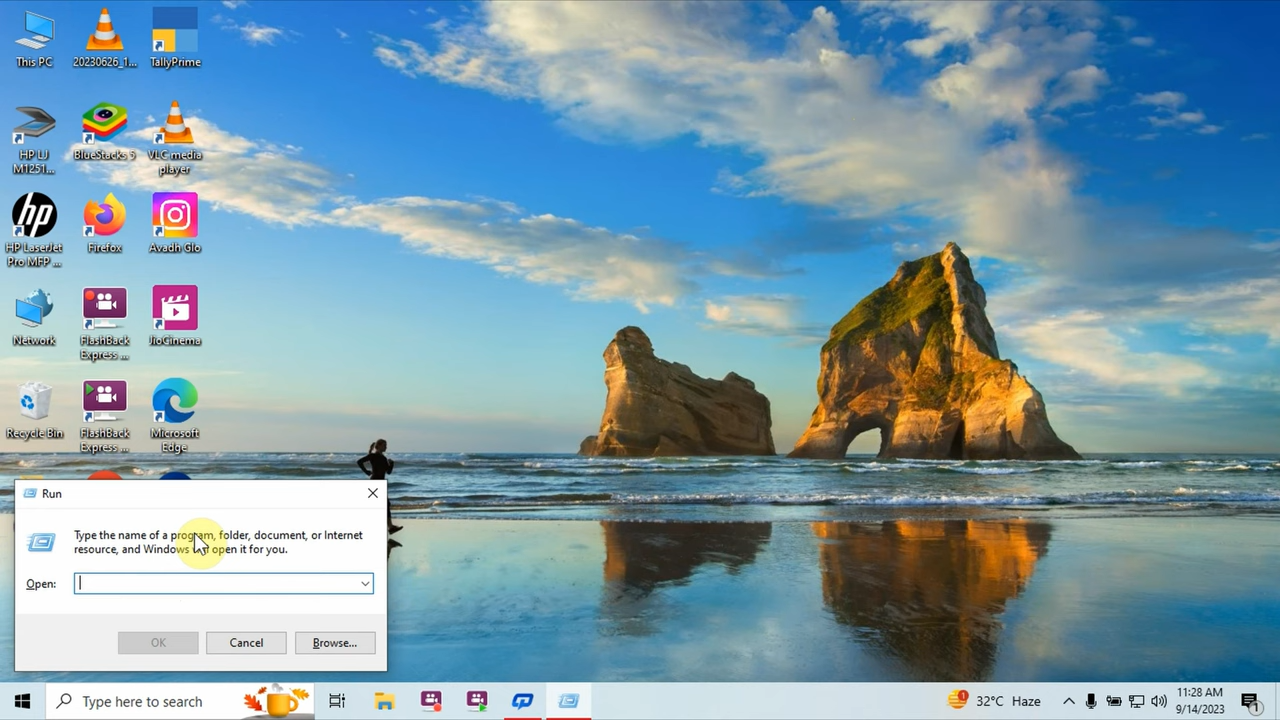 This PC
20230626_1...
TallyPrime
HP LJ
M1251...
BlueStacks 5
VLC media
player
hp
HP LaserJet
Pro MFP ...
Firefox
Avadh Glo
Network
FlashBack
Express ...
JioCinema
Recycle Bin
FlashBack
Express ...
Microsoft
Edge
Run
Type the name of a program, folder, document, or Internet
resource, and Windows will open it for you.
Open:
OK
Cancel
Browse...
Type here to search
1
32°C Haze
11:28 AM
9/14/2023
1